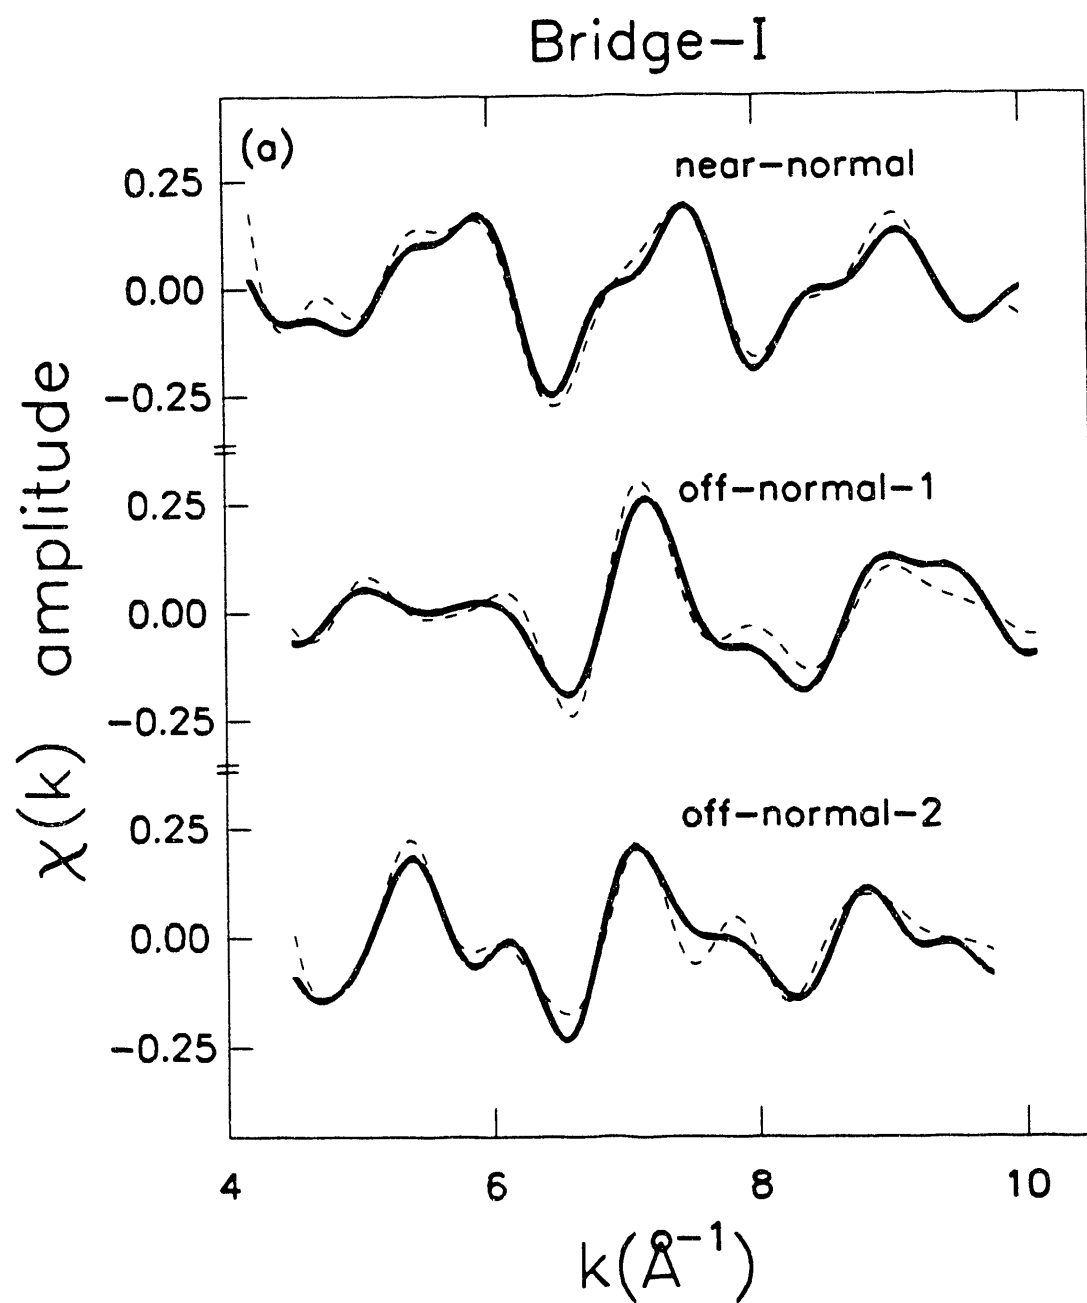 Bridge-I
(a)
near-normal
0.25
0.00
-0.25
off-normal-1
0.25
0.00
-0.25
off-normal-2
0.25
0.00
-0.25
χ(k) amplitude
4 6 8 10
k(Å⁻¹)